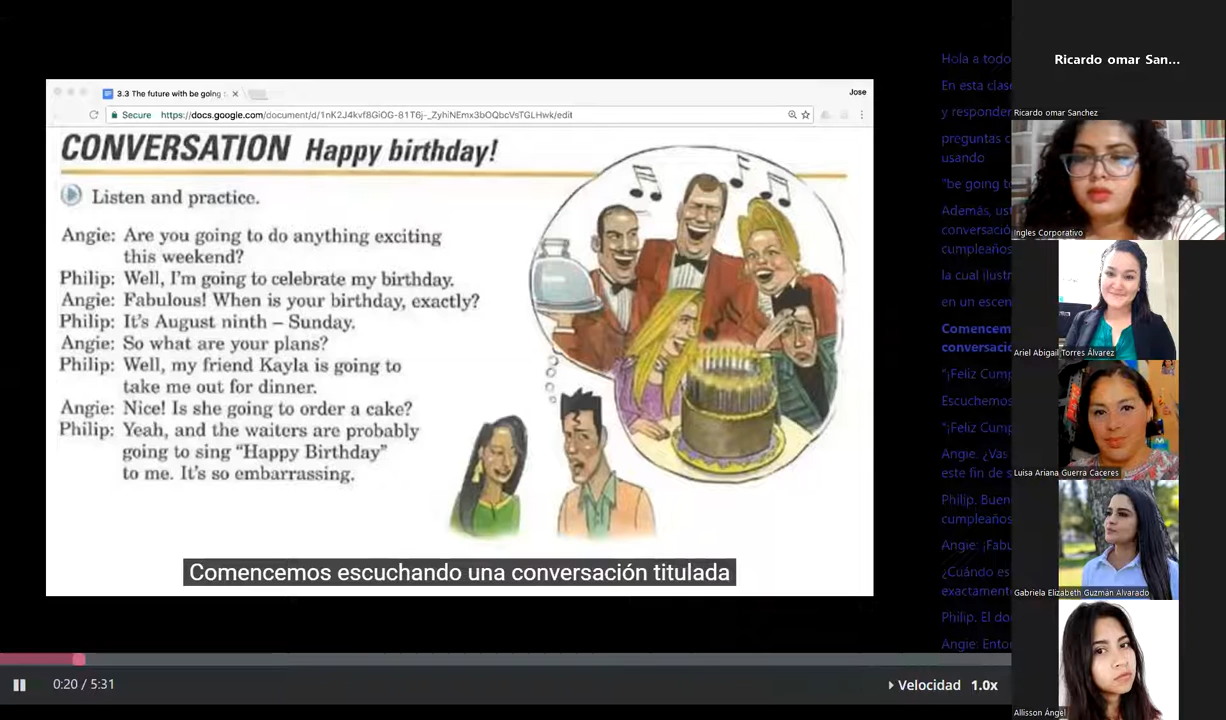 3.3 The future with be going
Jose
Secure https://docs.google.com/document/d/1nK2J4kvf8GiOG-81T6j-_ZyhiNEmx3bOQbcVsTGLHwk/edit
CONVERSATION Happy birthday!
Listen and practice.
Angie: Are you going to do anything exciting
this weekend?
Philip: Well, I'm going to celebrate my birthday.
Angie: Fabulous! When is your birthday, exactly?
Philip: It's August ninth – Sunday.
Angie: So what are your plans?
Philip: Well, my friend Kayla is going to
take me out for dinner.
Angie: Nice! Is she going to order a cake?
Philip: Yeah, and the waiters are probably
going to sing "Happy Birthday"
to me. It's so embarrassing.
Comencemos escuchando una conversación titulada
0:20 / 5:31
Velocidad 1.0x
Hola a todo
En esta clas
y responder
preguntas
usando
"be going t
Además, ust
conversació
cumpleaños
la cual ilustr
en un escen
Comencem
conversació
"¡Feliz Cump
Escuchemos
"¡Feliz Cump
Angie. ¿Vas
este fin de s
Philip. Buen
cumpleaños
Angie: ¡Fabu
¿Cuándo es
exactament
Philip. El do
Angie: Enton
Ricardo omar San...
Ricardo omar Sanchez
Ingles Corporativo
Ariel Abigail Torres Álvarez
Luisa Ariana Guerra Caceres
Gabriela Elizabeth Guzmán Alvarado
Allisson Ángel